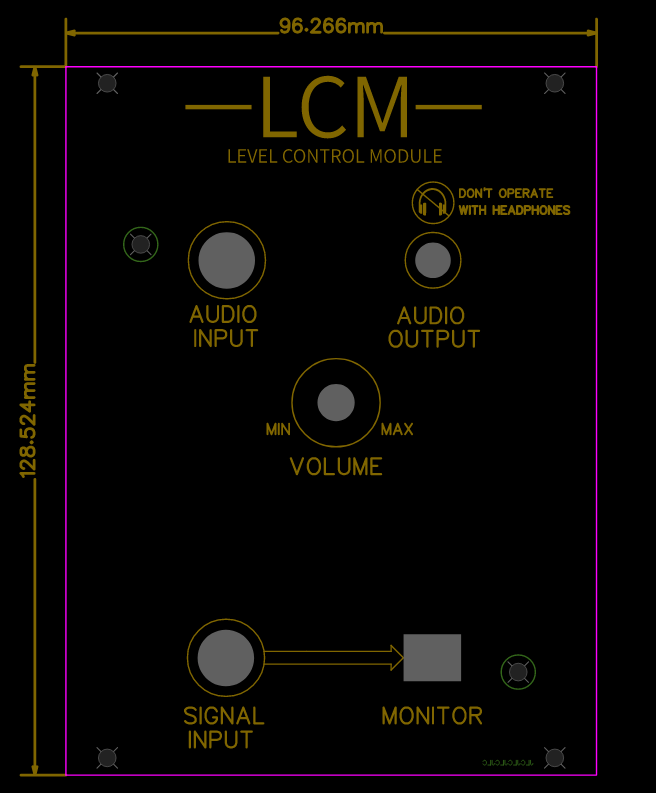 96.266mm
LCM
LEVEL CONTROL MODULE
DON'T OPERATE
WITH HEADPHONES
AUDIO
INPUT
AUDIO
OUTPUT
128.524mm
MIN
MAX
VOLUME
SIGNAL
INPUT
MONITOR